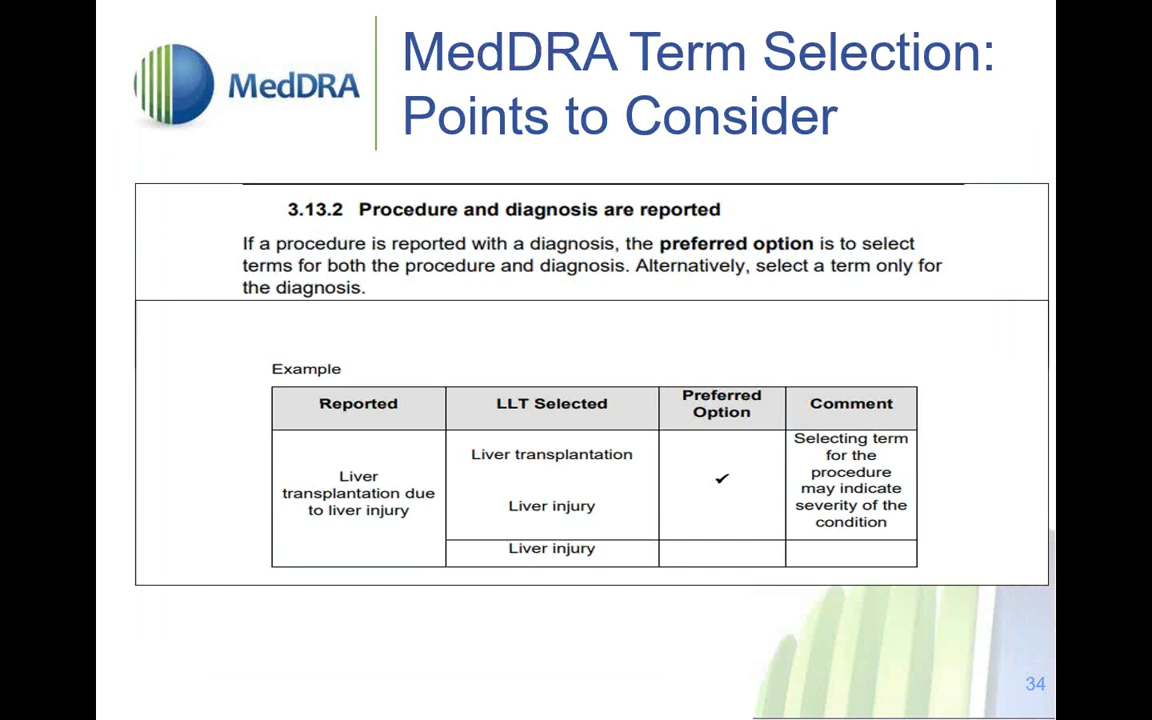 MedDRA
MedDRA Term Selection:
Points to Consider
3.13.2 Procedure and diagnosis are reported
If a procedure is reported with a diagnosis, the preferred option is to select
terms for both the procedure and diagnosis. Alternatively, select a term only for
the diagnosis.
Example
Reported
LLT Selected
Preferred
Option
Comment
Liver
transplantation due
to liver injury
Liver transplantation
Liver injury
✓
Selecting term
for the
procedure
may indicate
severity of the
condition
Liver injury
34